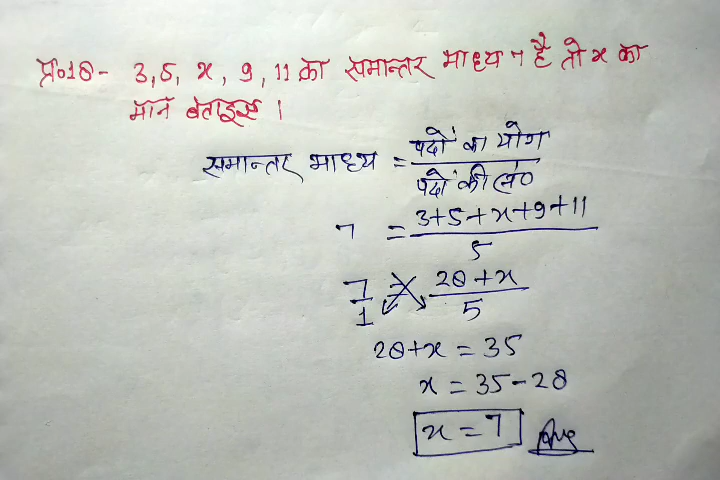 प्र०18- 3, 5, x, 9, 11 का समान्तर माध्य 7 है तो x का
मान बताइए ।
समान्तर माध्य = पदों का योग / पदों की सं०
7 = 3+5+x+9+11 / 5
7/1 = 28+x / 5
28+x = 35
x = 35-28
x = 7 Ans